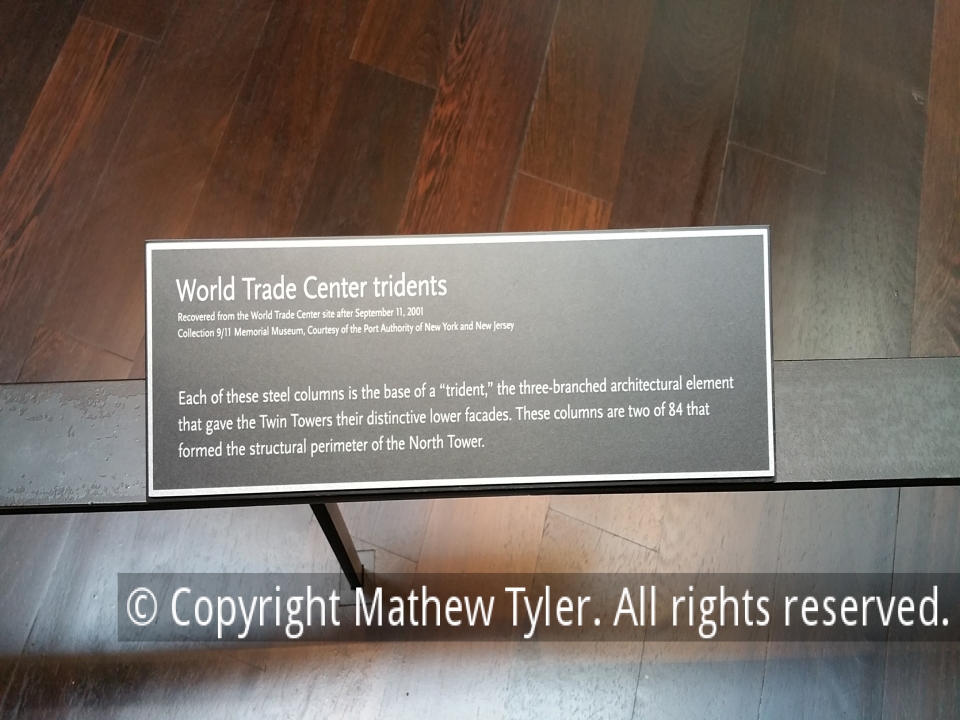 World Trade Center tridents
Recovered from the World Trade Center site after September 11, 2001
Collection 9/11 Memorial Museum, Courtesy of the Port Authority of New York and New Jersey
Each of these steel columns is the base of a “trident,” the three-branched architectural element
that gave the Twin Towers their distinctive lower facades. These columns are two of 84 that
formed the structural perimeter of the North Tower.
© Copyright Mathew Tyler. All rights reserved.